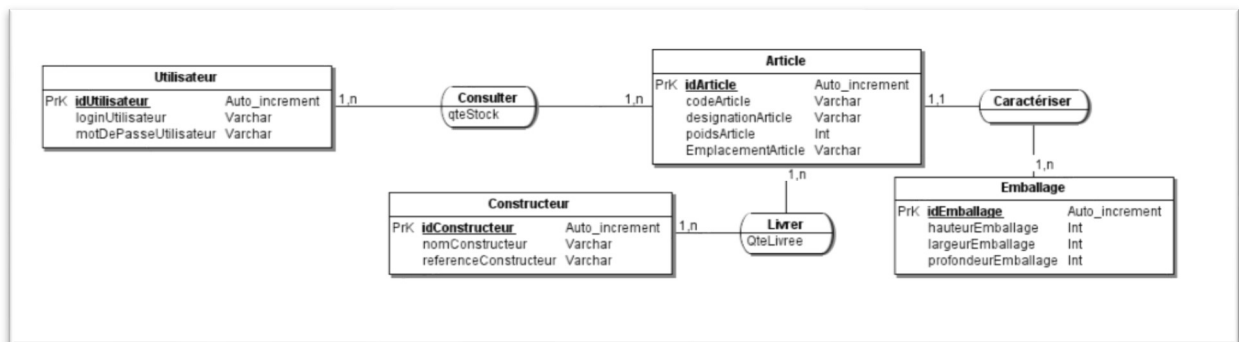 Utilisateur
PrK idUtilisateur Auto_increment
loginUtilisateur Varchar
motDePasseUtilisateur Varchar
1,n
Consulter
qteStock
1,n
Article
PrK idArticle Auto_increment
codeArticle Varchar
designationArticle Varchar
poidsArticle Int
EmplacementArticle Varchar
1,1
Caractériser
1,n
1,n
Constructeur
PrK idConstructeur Auto_increment
nomConstructeur Varchar
referenceConstructeur Varchar
1,n
Livrer
QteLivree
Emballage
PrK idEmballage Auto_increment
hauteurEmballage Int
largeurEmballage Int
profondeurEmballage Int